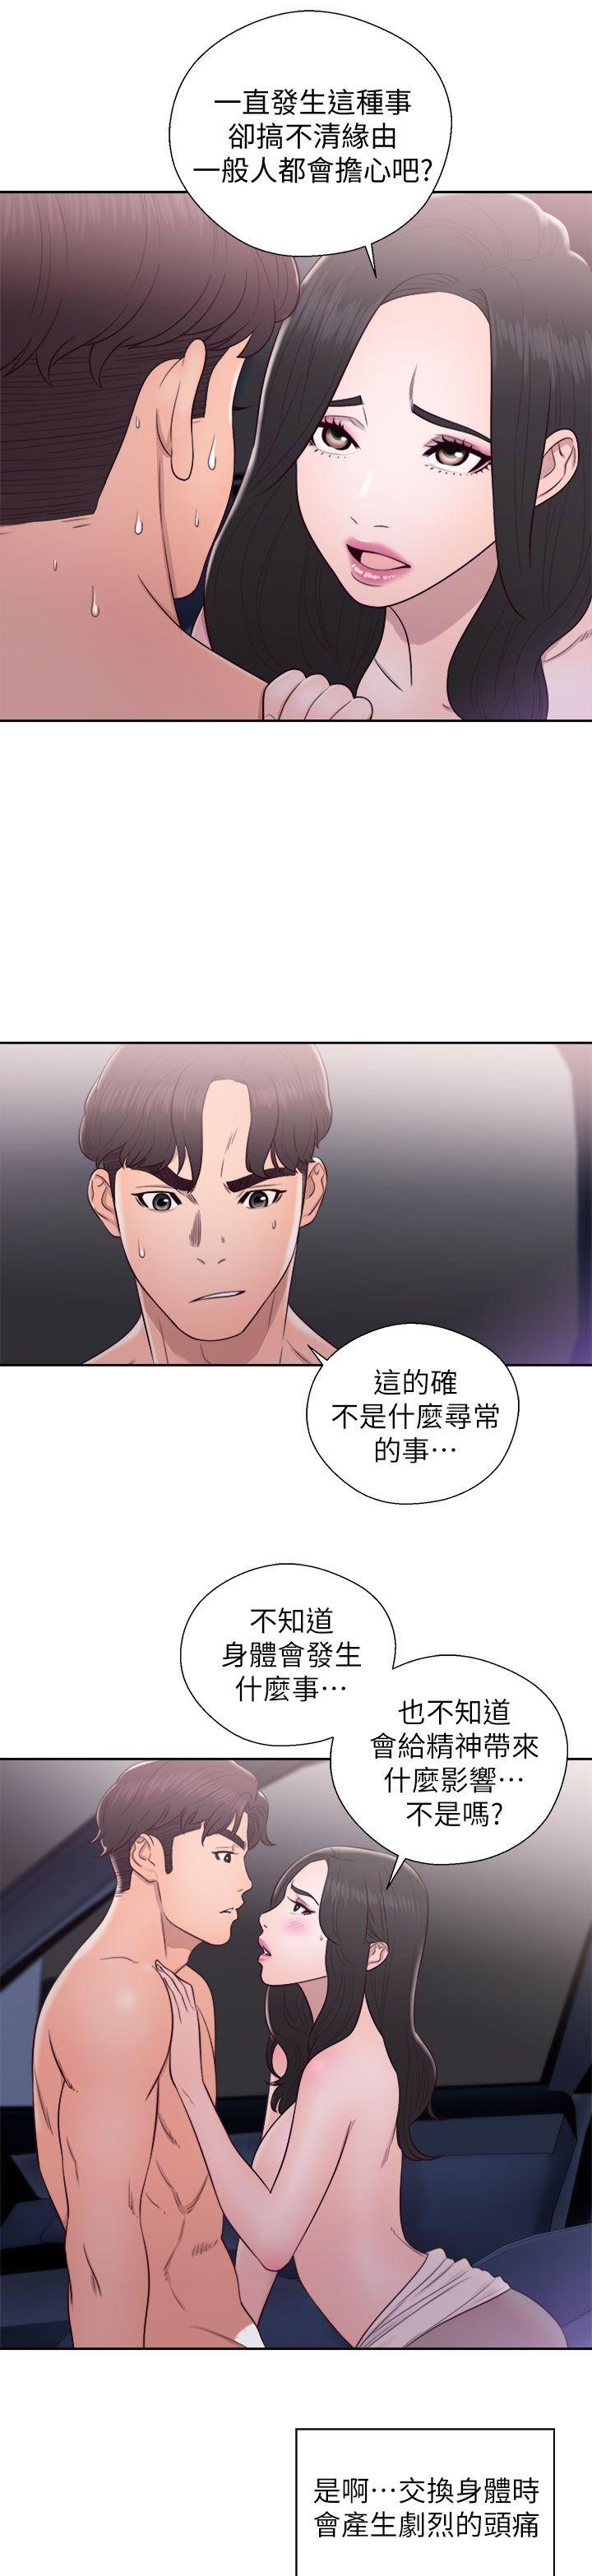 一直發生這種事
卻搞不清緣由
一般人都會擔心吧?
這的確
不是什麼尋常
的事⋯
不知道
身體會發生
什麼事⋯
也不知道
會給精神帶來
什麼影響⋯
不是嗎?
是啊⋯交換身體時
會產生劇烈的頭痛